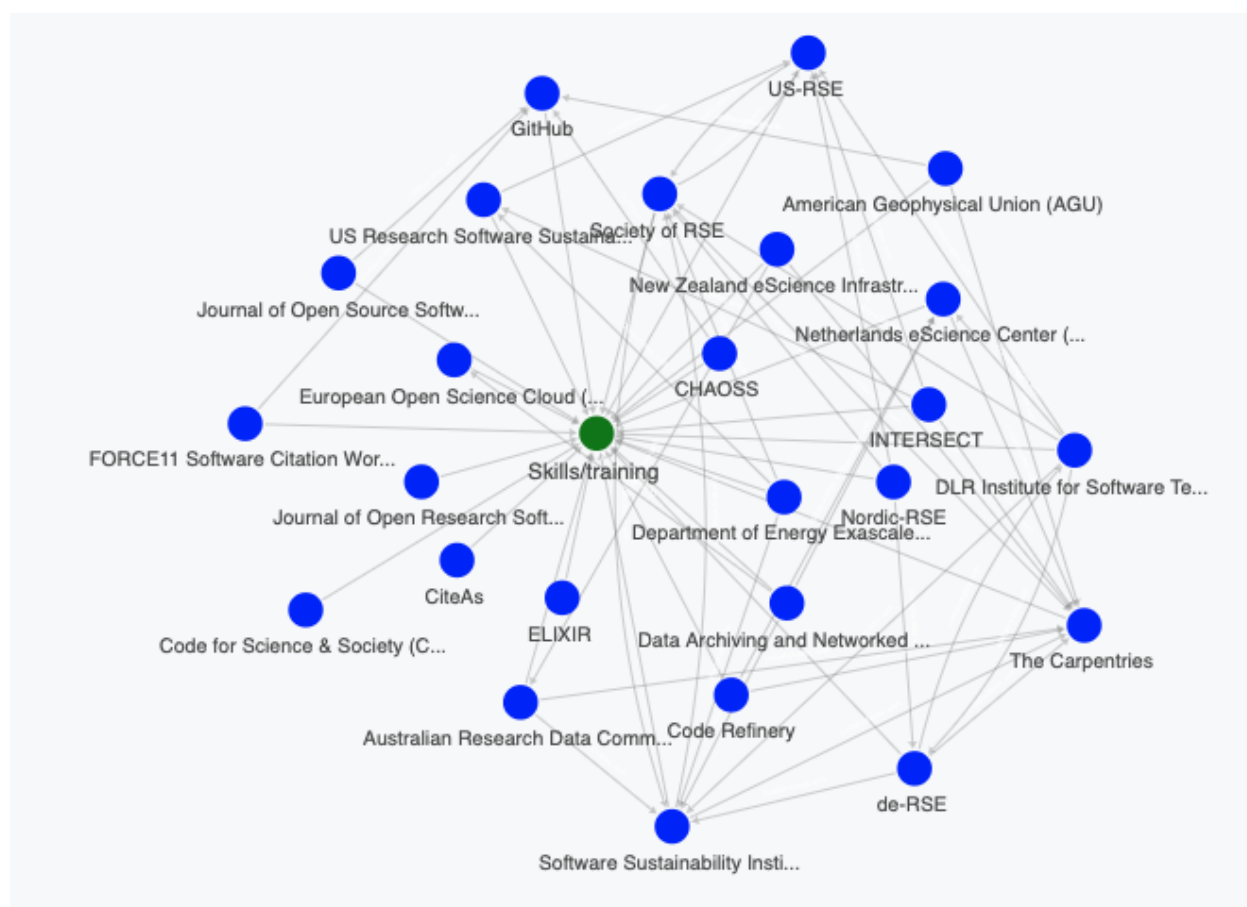 US-RSE
GitHub
American Geophysical Union (AGU)
US Research Software Sustaina...
Society of RSE
New Zealand eScience Infrastr...
Journal of Open Source Softw...
Netherlands eScience Center (...
CHAOSS
European Open Science Cloud (...
INTERSECT
FORCE11 Software Citation Wor...
Skills/training
DLR Institute for Software Te...
Journal of Open Research Soft...
Nordic-RSE
Department of Energy Exascale...
CiteAs
ELIXIR
Code for Science & Society (C...
Data Archiving and Networked ...
The Carpentries
Australian Research Data Comm...
Code Refinery
de-RSE
Software Sustainability Insti...